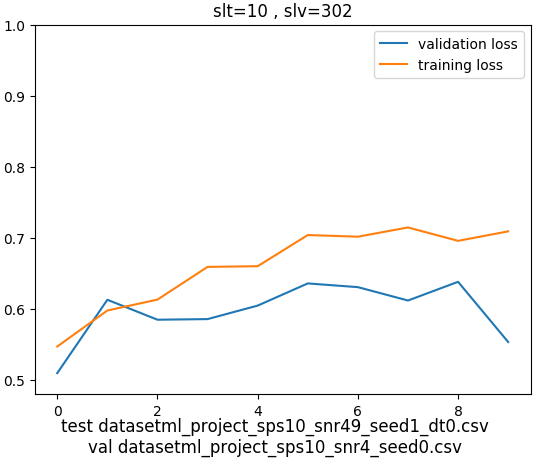 slt=10 , slv=302
validation loss
training loss
1.0
0.9
0.8
0.7
0.6
0.5
0 2 4 6 8
test datasetml_project_sps10_snr49_seed1_dt0.csv
val datasetml_project_sps10_snr4_seed0.csv